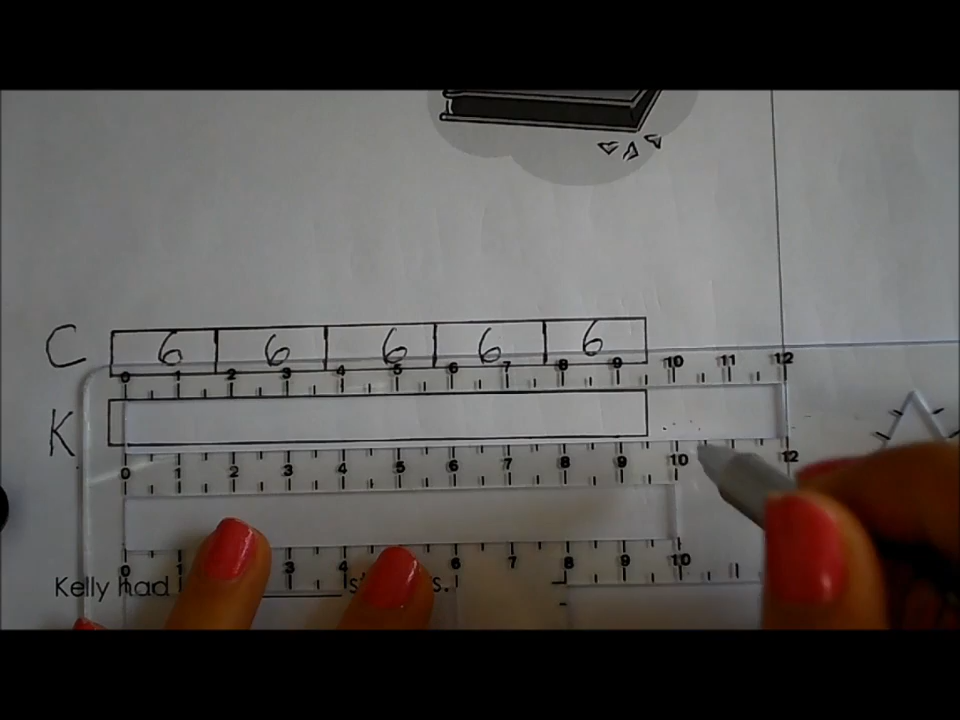 C 6 6 6 6 6
0 1 2 3 4 5 6 7 8 9 10 11 12
K
0 1 2 3 4 5 6 7 8 9 10 12
0 1 3 4 6 7 8 9 10
Kelly had